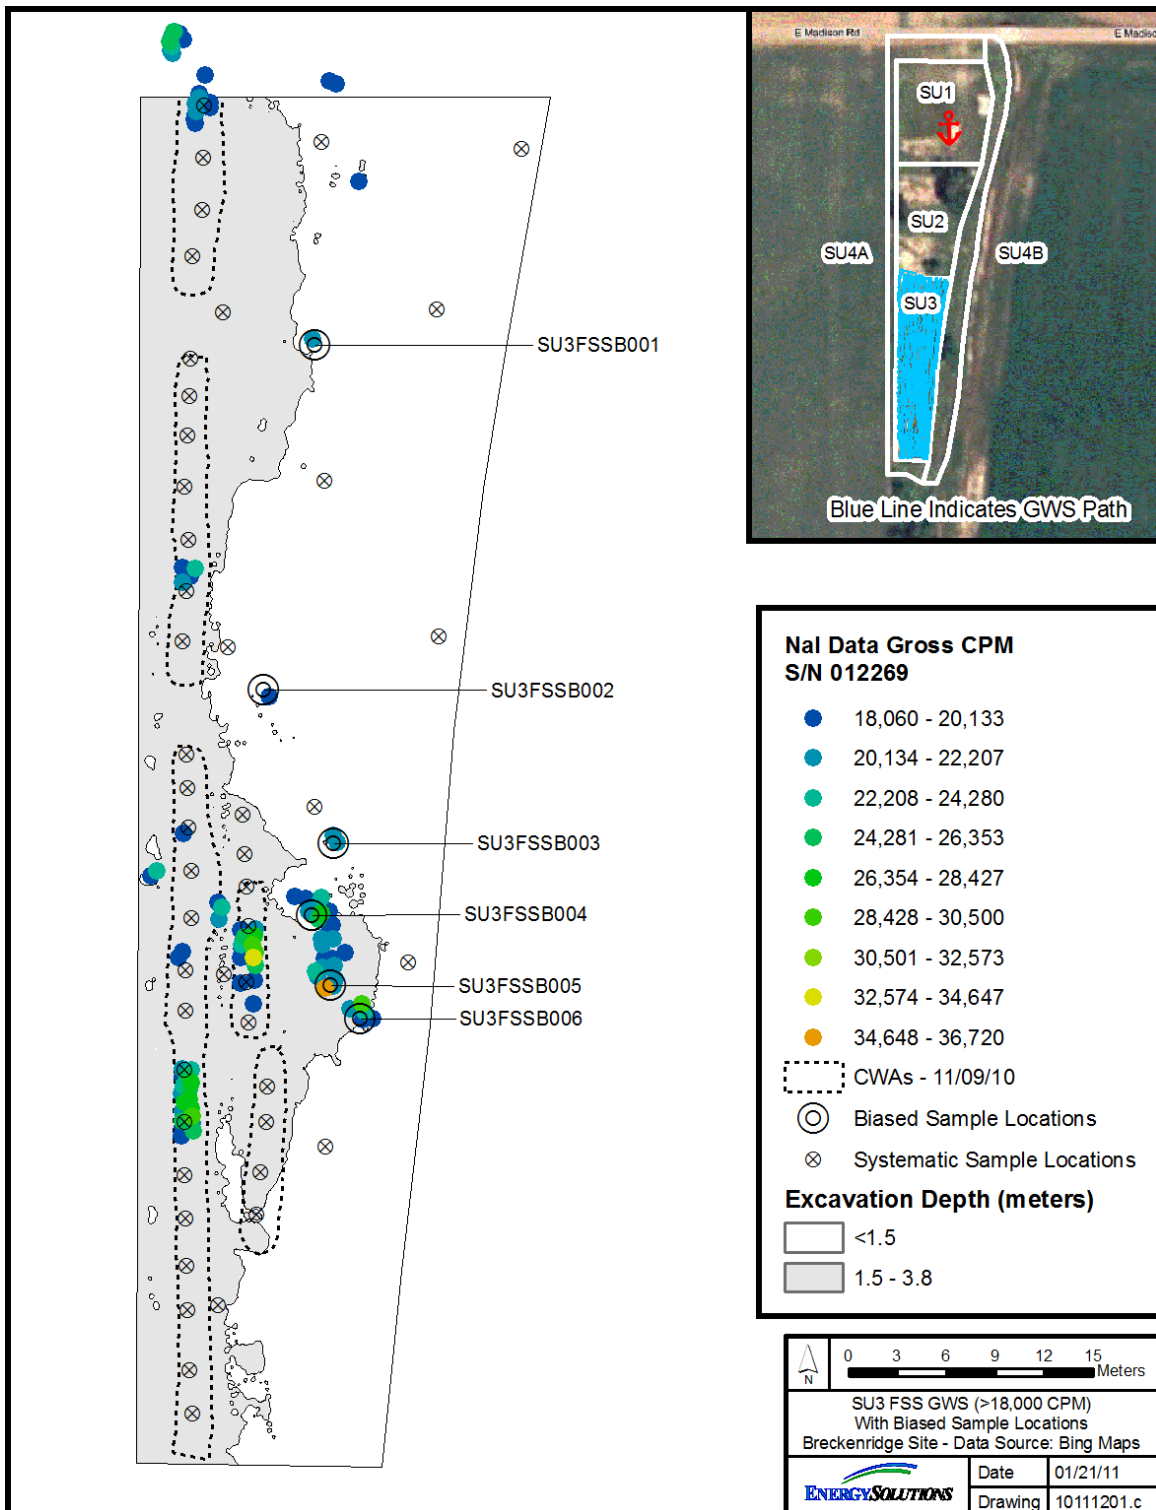 E Madison Rd
E Madiso
SU1
SU2
SU4A
SU4B
SU3
Blue Line Indicates GWS Path
SU3FSSB001
SU3FSSB002
SU3FSSB003
SU3FSSB004
SU3FSSB005
SU3FSSB006
NaI Data Gross CPM
S/N 012269
18,060 - 20,133
20,134 - 22,207
22,208 - 24,280
24,281 - 26,353
26,354 - 28,427
28,428 - 30,500
30,501 - 32,573
32,574 - 34,647
34,648 - 36,720
CWAs - 11/09/10
Biased Sample Locations
Systematic Sample Locations
Excavation Depth (meters)
<1.5
1.5 - 3.8
N
0 3 6 9 12 15
Meters
SU3 FSS GWS (>18,000 CPM)
With Biased Sample Locations
Breckenridge Site - Data Source: Bing Maps
ENERGYSOLUTIONS
Date 01/21/11
Drawing 10111201.c